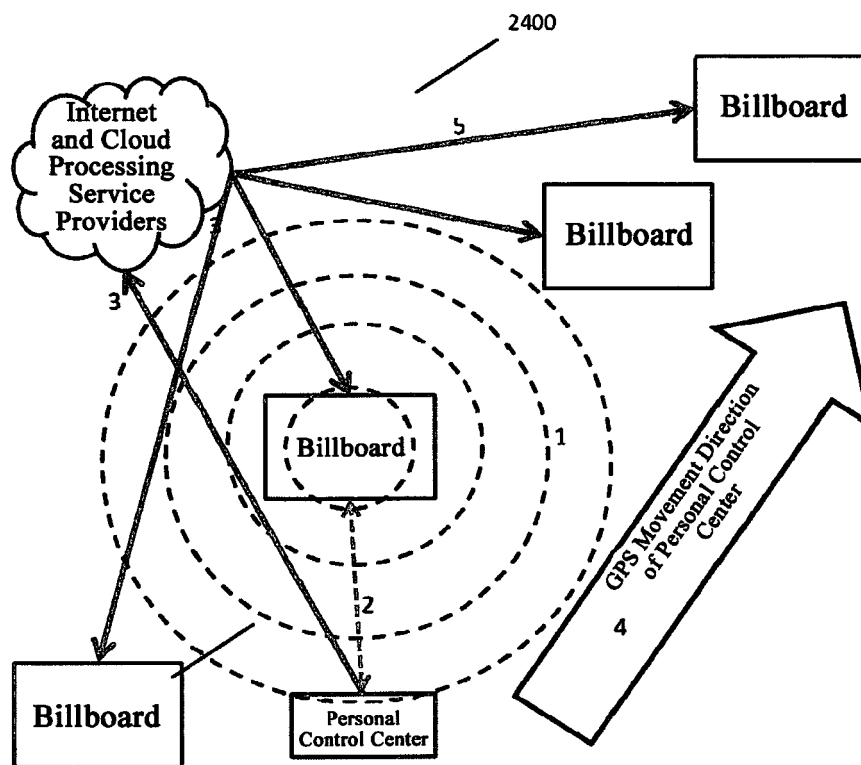 2400
Internet
and Cloud
Processing
Service
Providers
Billboard
5
Billboard
3
3
1
Billboard
2
GPS Movement Direction
of Personal Control
Center
4
Billboard
Personal
Control Center